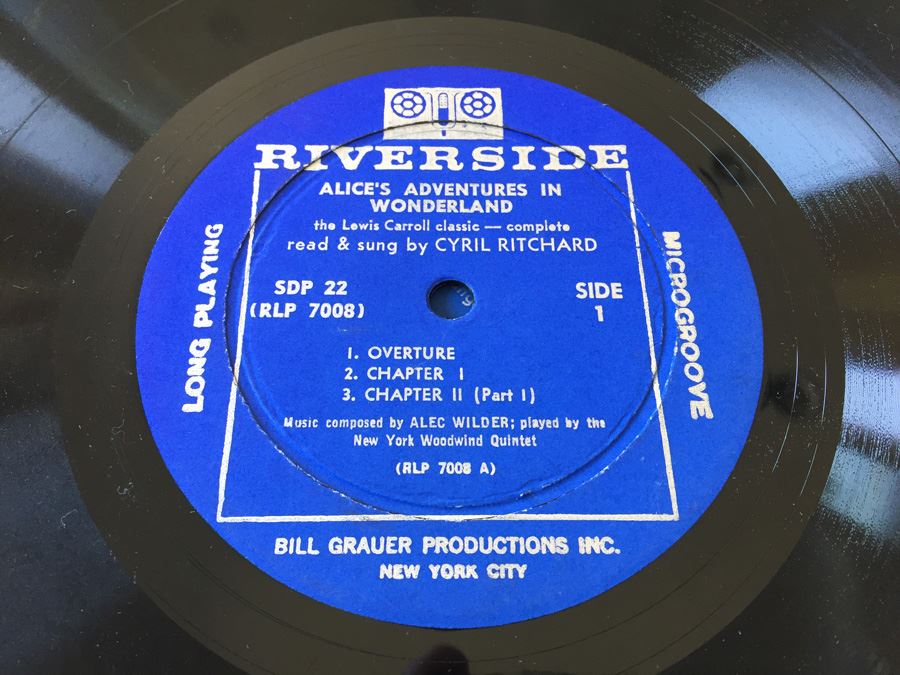 RIVERSIDE
ALICE'S ADVENTURES IN
WONDERLAND
the Lewis Carroll classic — complete
read & sung by CYRIL RITCHARD
SDP 22
(RLP 7008)
SIDE
1
LONG PLAYING
MICROGROOVE
1. OVERTURE
2. CHAPTER I
3. CHAPTER II (Part 1)
Music composed by ALEC WILDER; played by the
New York Woodwind Quintet
(RLP 7008 A)
BILL GRAUER PRODUCTIONS INC.
NEW YORK CITY